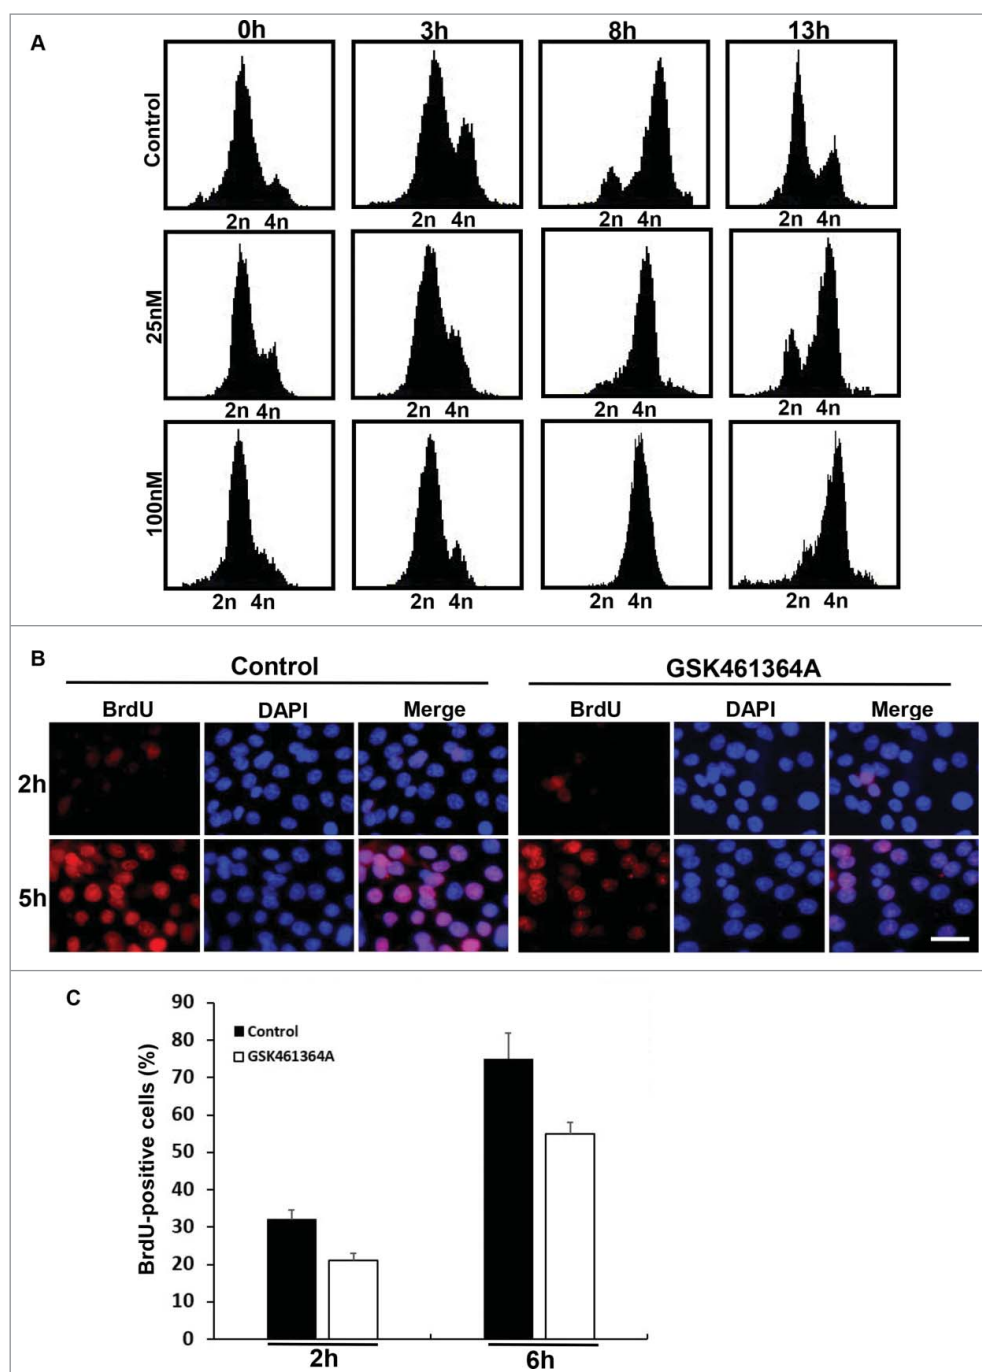 A
0h 3h 8h 13h
Control
2n 4n 2n 4n 2n 4n 2n 4n
25nM
2n 4n 2n 4n 2n 4n 2n 4n
100nM
2n 4n 2n 4n 2n 4n 2n 4n
B
Control GSK461364A
BrdU DAPI Merge BrdU DAPI Merge
2h
5h
C
BrdU-positive cells (%)
90
80
70
60
50
40
30
20
10
0
Control
GSK461364A
2h 6h